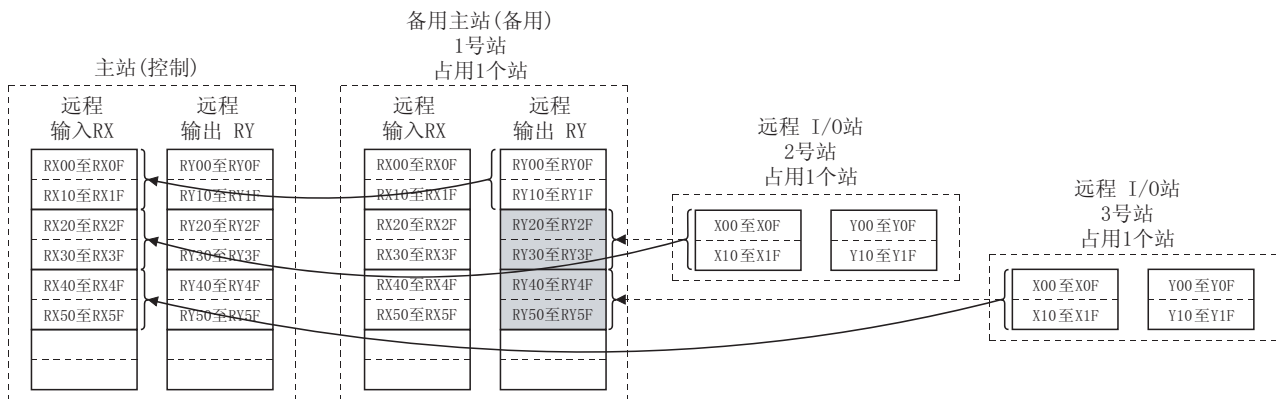 主站(控制)
远程
输入RX
远程
输出 RY
RX00至RX0F
RX10至RX1F
RX20至RX2F
RX30至RX3F
RX40至RX4F
RX50至RX5F
RY00至RY0F
RY10至RY1F
RY20至RY2F
RY30至RY3F
RY40至RY4F
RY50至RY5F
备用主站(备用)
1号站
占用1个站
远程
输入RX
远程
输出 RY
RX00至RX0F
RX10至RX1F
RX20至RX2F
RX30至RX3F
RX40至RX4F
RX50至RX5F
RY00至RY0F
RY10至RY1F
RY20至RY2F
RY30至RY3F
RY40至RY4F
RY50至RY5F
远程 I/O站
2号站
占用1个站
X00至X0F
X10至X1F
Y00至Y0F
Y10至Y1F
远程 I/O站
3号站
占用1个站
X00至X0F
X10至X1F
Y00至Y0F
Y10至Y1F